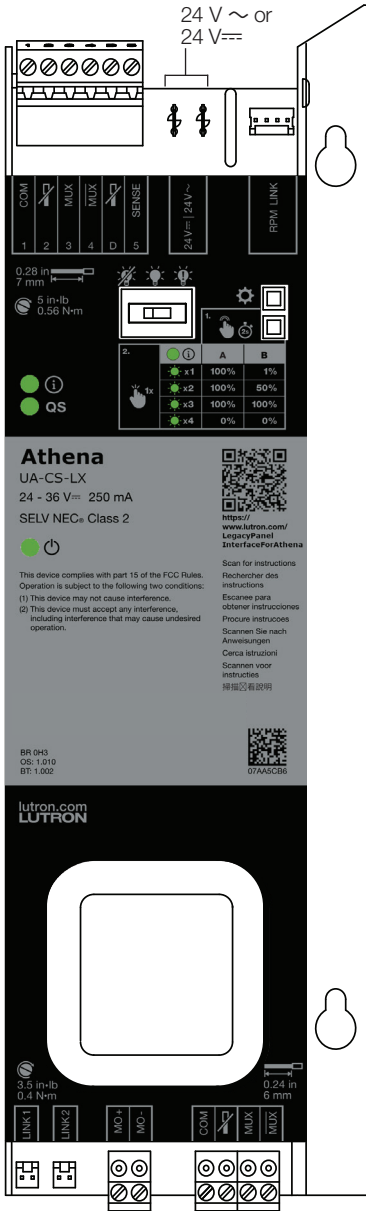 24 V ~ or
24 V⎓
COM
1
2
MUX
3
MUX
4
D
SENSE
5
24 V⎓ | 24 V~
RPM LINK
0.28 in
7 mm
5 in•lb
0.56 N•m
1.
2s
2.
1x
A B
x1 100% 1%
x2 100% 50%
x3 100% 100%
x4 0% 0%
QS
Athena
UA-CS-LX
24 - 36 V⎓ 250 mA
SELV NEC® Class 2
This device complies with part 15 of the FCC Rules.
Operation is subject to the following two conditions:
(1) This device may not cause interference.
(2) This device must accept any interference,
including interference that may cause undesired
operation.
https://
www.lutron.com/
LegacyPanel
InterfaceForAthena
Scan for instructions
Rechercher des
instructions
Escanee para
obtener instrucciones
Procure instrucoes
Scannen Sie nach
Anweisungen
Cerca istruzioni
Scannen voor
instructies
掃描看說明
BR 0H3
OS: 1.010
BT: 1.002
07AA5CB6
lutron.com
LUTRON
3.5 in•lb
0.4 N•m
0.24 in
6 mm
LINK1
LINK2
MO+
MO-
COM
MUX
MUX